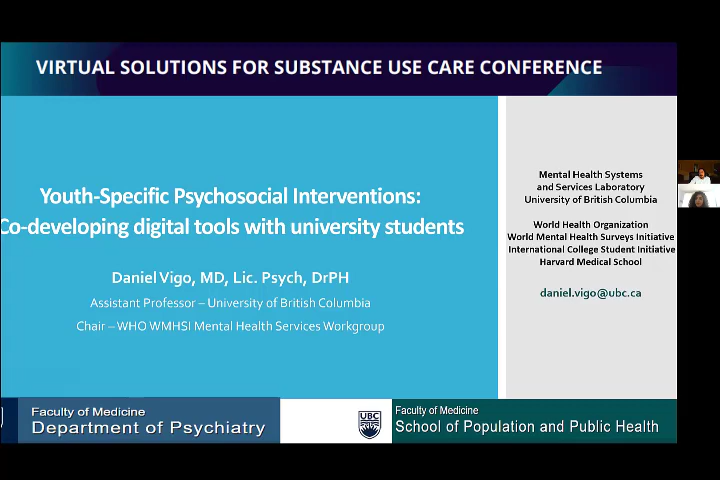 VIRTUAL SOLUTIONS FOR SUBSTANCE USE CARE CONFERENCE
Youth-Specific Psychosocial Interventions:
Co-developing digital tools with university students
Daniel Vigo, MD, Lic. Psych, DrPH
Assistant Professor – University of British Columbia
Chair – WHO WMHSI Mental Health Services Workgroup
Mental Health Systems
and Services Laboratory
University of British Columbia
World Health Organization
World Mental Health Surveys Initiative
International College Student Initiative
Harvard Medical School
daniel.vigo@ubc.ca
Faculty of Medicine
Department of Psychiatry
UBC
Faculty of Medicine
School of Population and Public Health